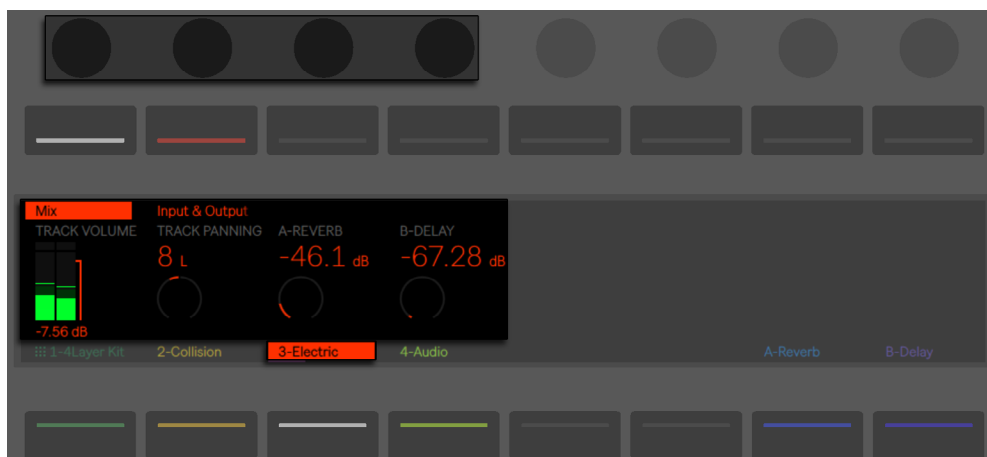 Mix Input & Output
TRACK VOLUME TRACK PANNING A-REVERB B-DELAY
8 L -46.1 dB -67.28 dB
-7.56 dB
1-4Layer Kit 2-Collision 3-Electric 4-Audio A-Reverb B-Delay